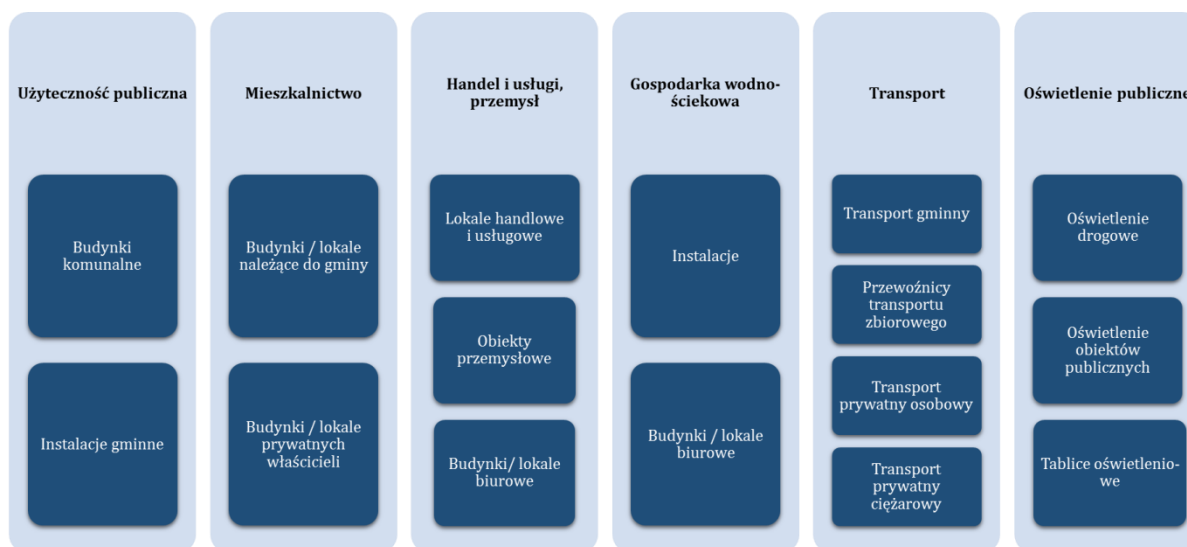 Użyteczność publiczna
Budynki
komunalne
Instalacje gminne
Mieszkalnictwo
Budynki / lokale
należące do gminy
Budynki / lokale
prywatnych
właścicieli
Handel i usługi,
przemysł
Lokale handlowe
i usługowe
Obiekty
przemysłowe
Budynki/ lokale
biurowe
Gospodarka wodno-
ściekowa
Instalacje
Budynki / lokale
biurowe
Transport
Transport gminny
Przewoźnicy
transportu
zbiorowego
Transport
prywatny osobowy
Transport
prywatny
ciężarowy
Oświetlenie publiczne
Oświetlenie
drogowe
Oświetlenie
obiektów
publicznych
Tablice oświetlenio-
we